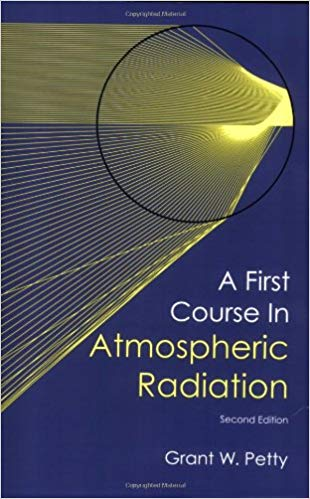 A First
Course In
Atmospheric
Radiation
Second Edition
Grant W. Petty